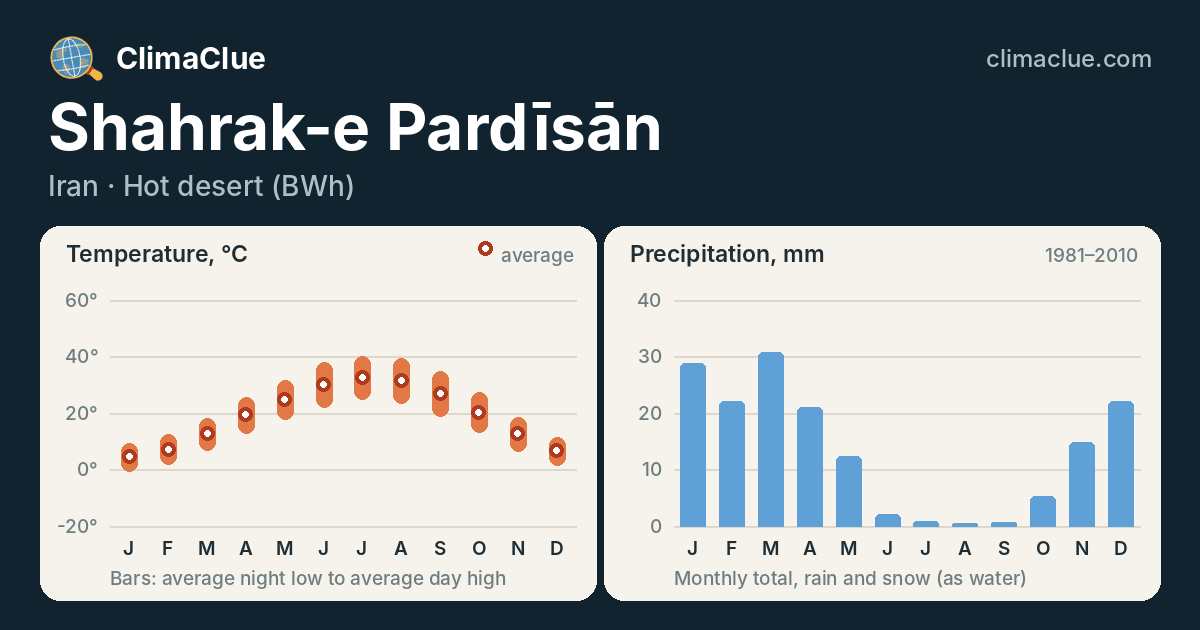 ClimaClue
climaclue.com
Shahrak-e Pardīsān
Iran · Hot desert (BWh)
Temperature, °C
average
60°
40°
20°
0°
-20°
J F M A M J J A S O N D
Bars: average night low to average day high
Precipitation, mm
1981–2010
40
30
20
10
0
J F M A M J J A S O N D
Monthly total, rain and snow (as water)